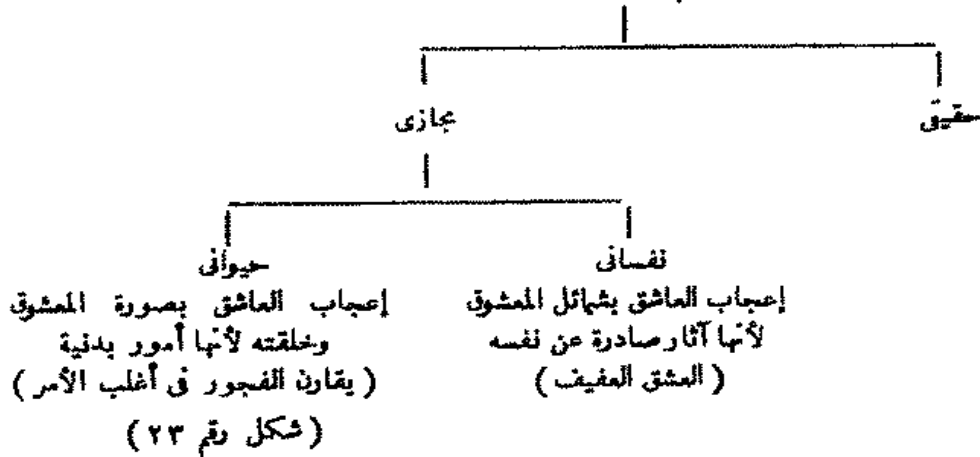 حقيقى
مجازى
نفسانى
إعجاب العاشق بشمائل المعشوق
لأنها آثار صادرة عن نفسه
( العشق العفيف )
حيوانى
إعجاب العاشق بصورة المعشوق
وخلقته لأنها أمور بدنية
( يقارن الفجور فى أغلب الأمر )
( شكل رقم ٢٣ )